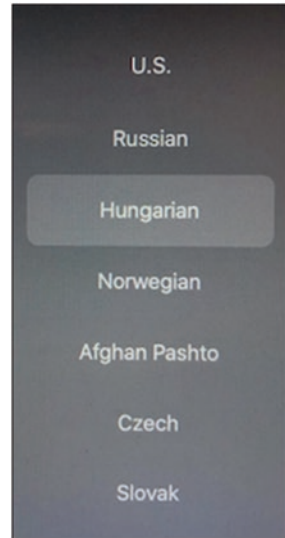 U.S.
Russian
Hungarian
Norwegian
Afghan Pashto
Czech
Slovak